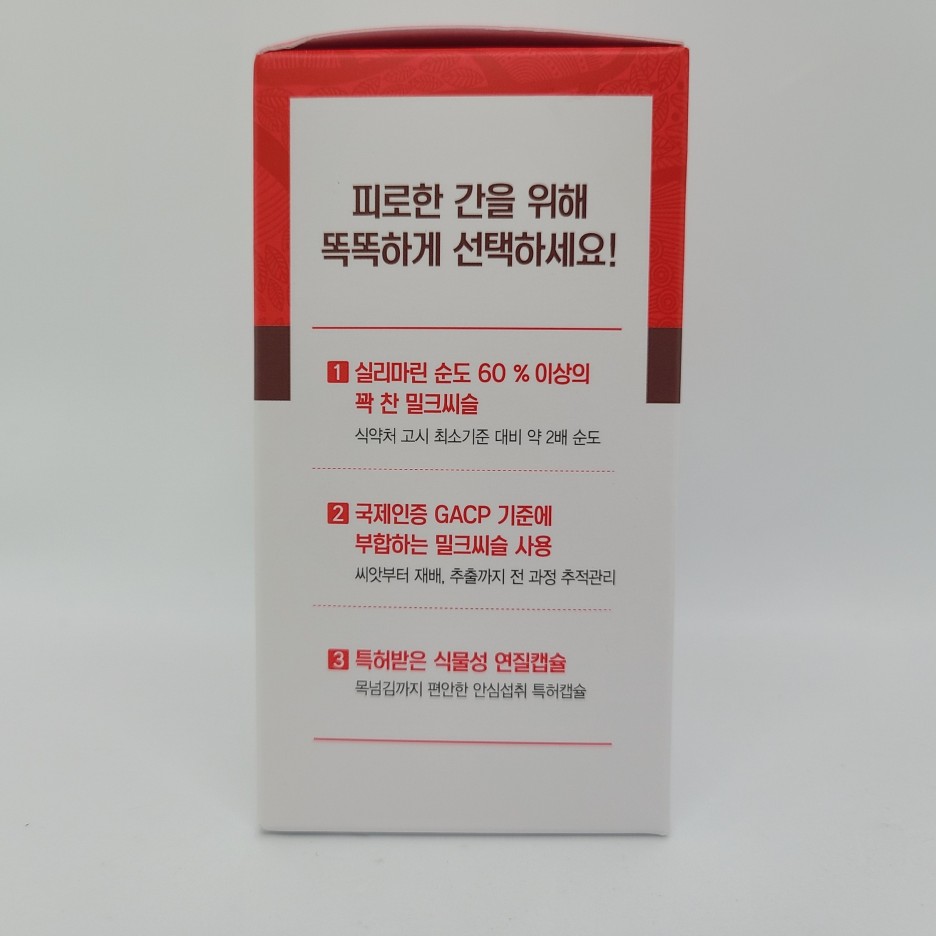 피로한 간을 위해
똑똑하게 선택하세요!
1 실리마린 순도 60 % 이상의
꽉 찬 밀크씨슬
식약처 고시 최소기준 대비 약 2배 순도
2 국제인증 GACP 기준에
부합하는 밀크씨슬 사용
씨앗부터 재배, 추출까지 전 과정 추적관리
3 특허받은 식물성 연질캡슐
목넘김까지 편안한 안심섭취 특허캡슐